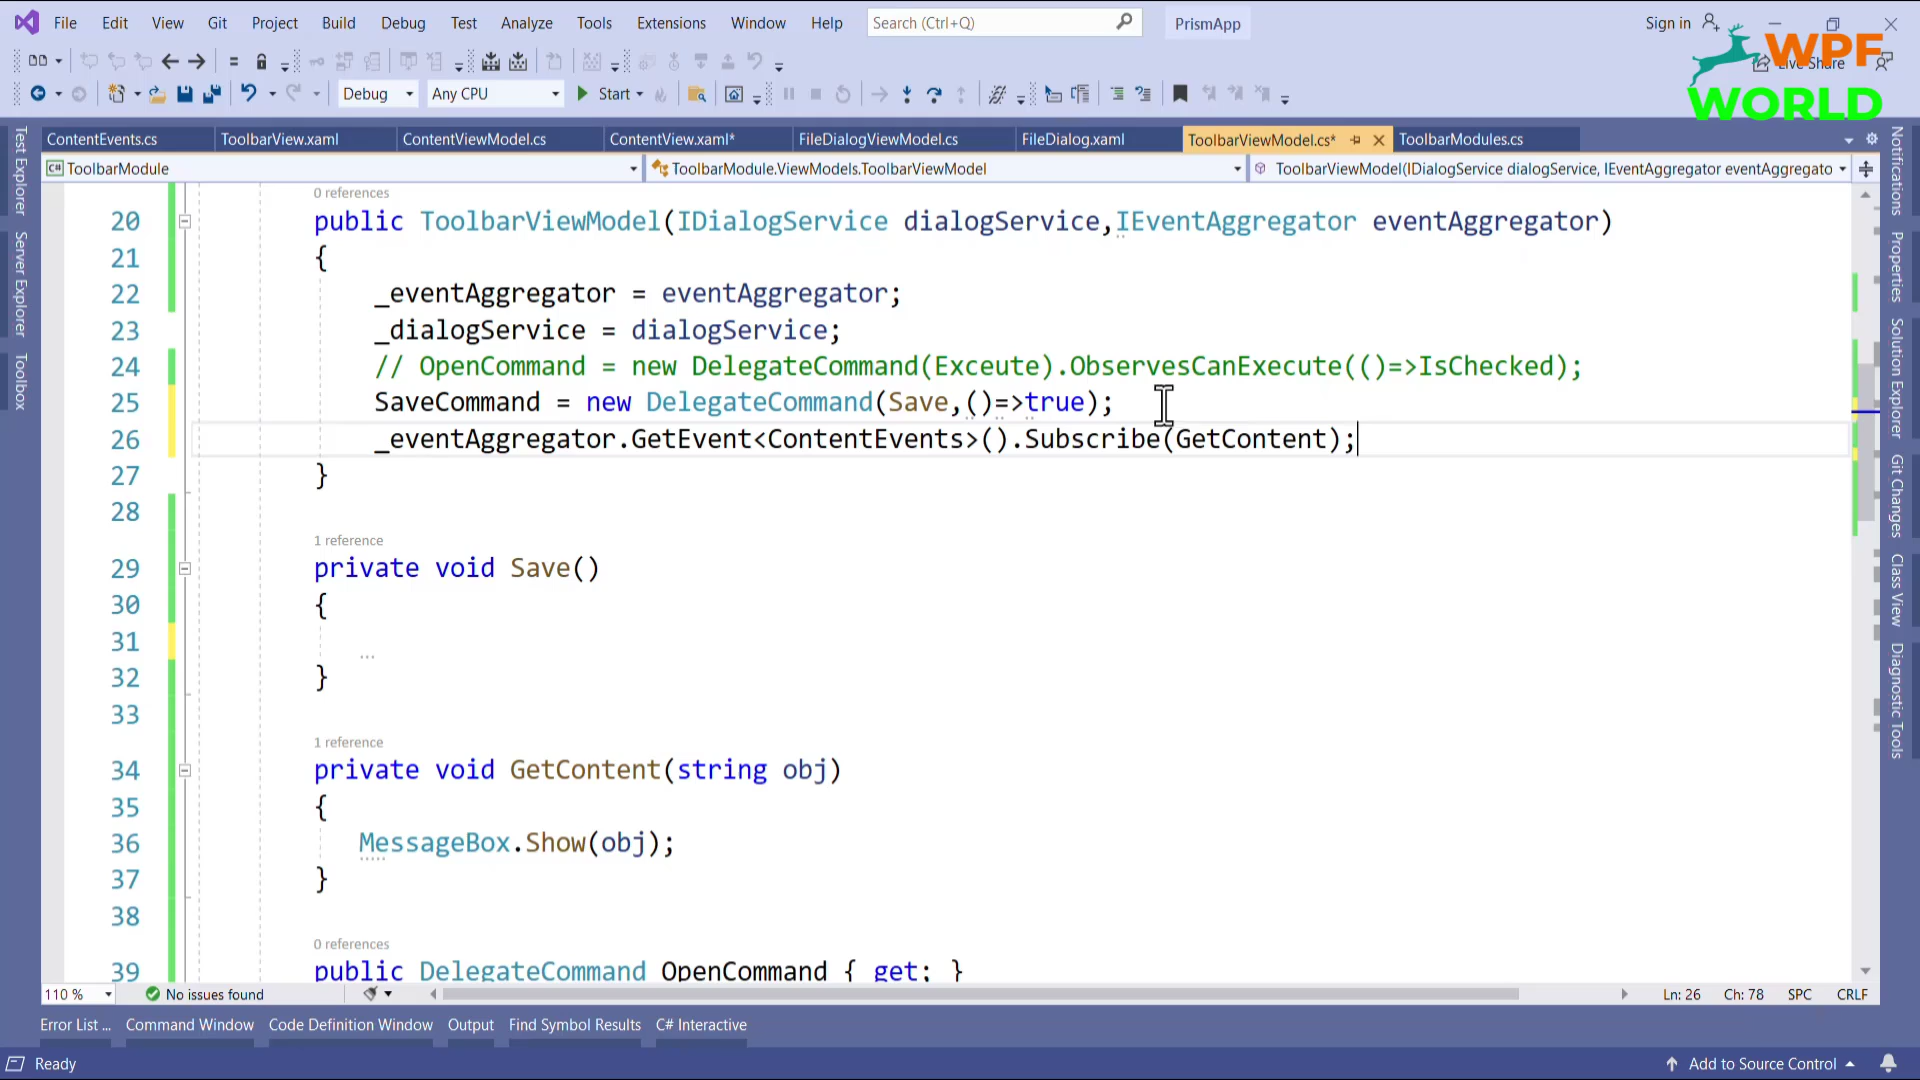 File Edit View Git Project Build Debug Test Analyze Tools Extensions Window Help Search (Ctrl+Q) PrismApp Sign in
WPF
Live Share
WORLD
Debug Any CPU Start
ContentEvents.cs ToolbarView.xaml ContentViewModel.cs ContentView.xaml* FileDialogViewModel.cs FileDialog.xaml ToolbarViewModel.cs* ToolbarModules.cs
C# ToolbarModule ToolbarModule.ViewModels.ToolbarViewModel ToolbarViewModel(IDialogService dialogService, IEventAggregator eventAggregato
0 references
20 public ToolbarViewModel(IDialogService dialogService,IEventAggregator eventAggregator)
21 {
22 _eventAggregator = eventAggregator;
23 _dialogService = dialogService;
24 // OpenCommand = new DelegateCommand(Exceute).ObservesCanExecute(()=>IsChecked);
25 SaveCommand = new DelegateCommand(Save,()=>true);
26 _eventAggregator.GetEvent<ContentEvents>().Subscribe(GetContent);
27 }
28
1 reference
29 private void Save()
30 {
31
32 }
33
1 reference
34 private void GetContent(string obj)
35 {
36 MessageBox.Show(obj);
37 }
38
0 references
39 public DelegateCommand OpenCommand { get; }
110 % No issues found Ln: 26 Ch: 78 SPC CRLF
Error List ... Command Window Code Definition Window Output Find Symbol Results C# Interactive
Ready Add to Source Control
Test Explorer
Server Explorer
Toolbox
Notifications
Properties
Solution Explorer
Git Changes
Class View
Diagnostic Tools